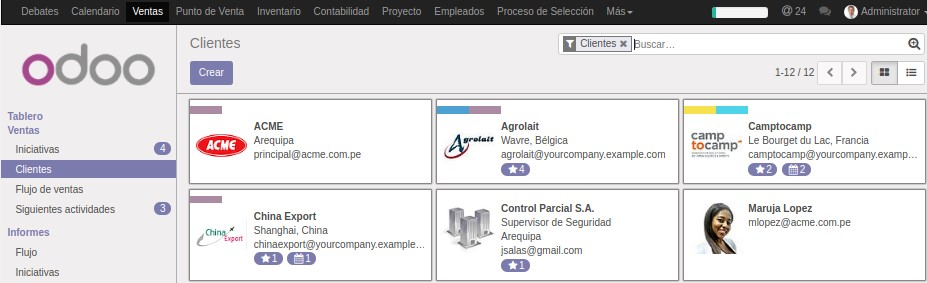 Debates Calendario Ventas Punto de Venta Inventario Contabilidad Proyecto Empleados Proceso de Selección Más @ 24 Administrator
odoo
Clientes
Clientes Buscar...
Crear
1-12 / 12
Tablero
Ventas
Iniciativas 4
Clientes
Flujo de ventas
Siguientes actividades 3
Informes
Flujo
Iniciativas
ACME
ACME
Arequipa
principal@acme.com.pe
Agrolait
Agrolait
Wavre, Bélgica
agrolait@yourcompany.example.com
4
camp
tocamp
Camptocamp
Le Bourget du Lac, Francia
camptocamp@yourcompany.examp...
2 2
China Export
China Export
Shanghai, China
chinaexport@yourcompany.example...
1 1
Control Parcial S.A.
Supervisor de Seguridad
Arequipa
jsalas@gmail.com
1
Maruja Lopez
mlopez@acme.com.pe